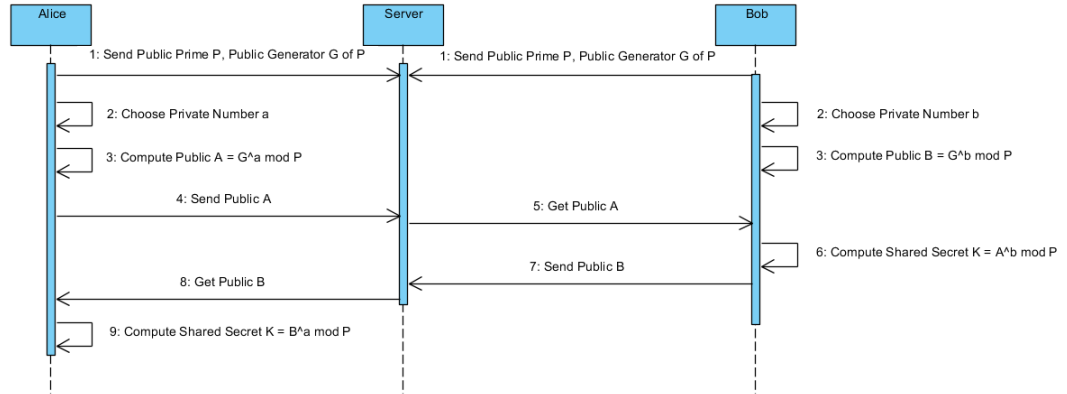 Alice
Server
Bob
1: Send Public Prime P, Public Generator G of P
1: Send Public Prime P, Public Generator G of P
2: Choose Private Number a
2: Choose Private Number b
3: Compute Public A = G^a mod P
3: Compute Public B = G^b mod P
4: Send Public A
5: Get Public A
6: Compute Shared Secret K = A^b mod P
7: Send Public B
8: Get Public B
9: Compute Shared Secret K = B^a mod P